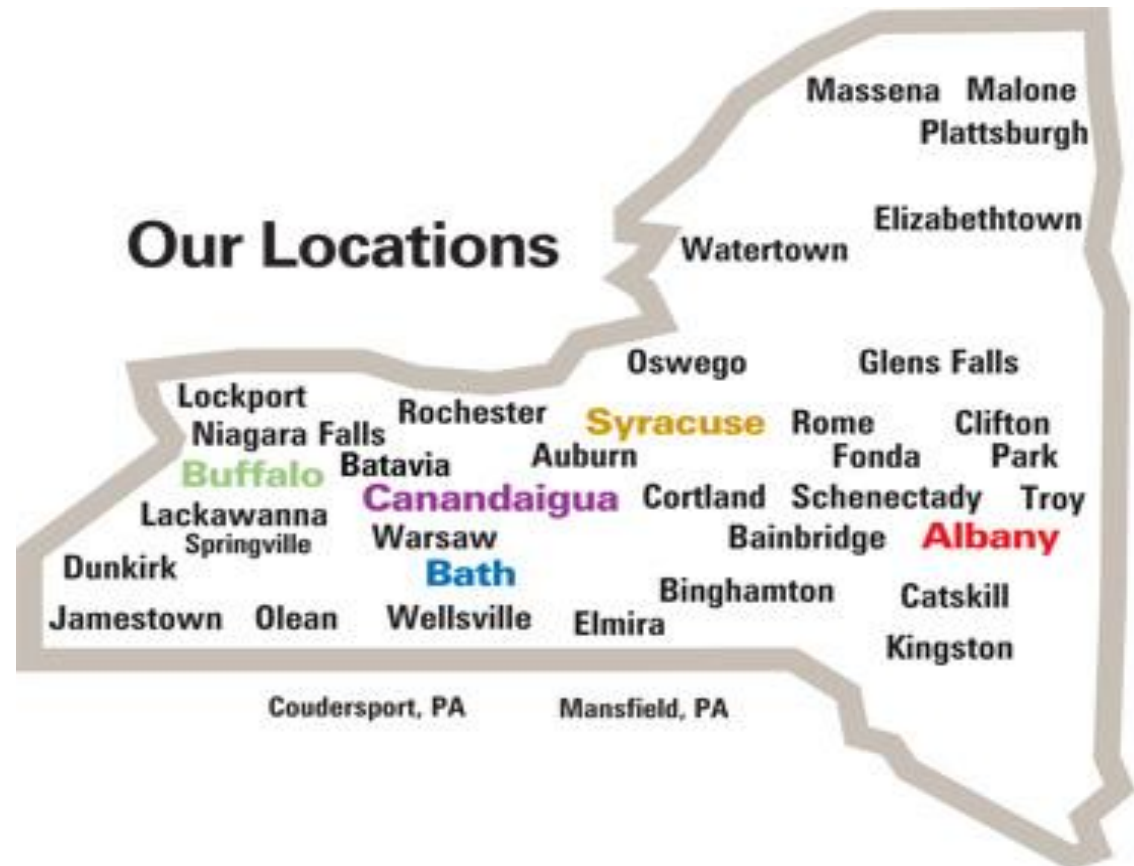 Massena Malone
Plattsburgh
Elizabethtown
Our Locations
Watertown
Oswego Glens Falls
Lockport
Rochester Syracuse Rome Clifton
Niagara Falls
Auburn Fonda Park
Buffalo Batavia
Canandaigua Cortland Schenectady Troy
Lackawanna
Springville Warsaw Bainbridge Albany
Dunkirk Bath
Binghamton Catskill
Jamestown Olean Wellsville Elmira
Kingston
Coudersport, PA Mansfield, PA